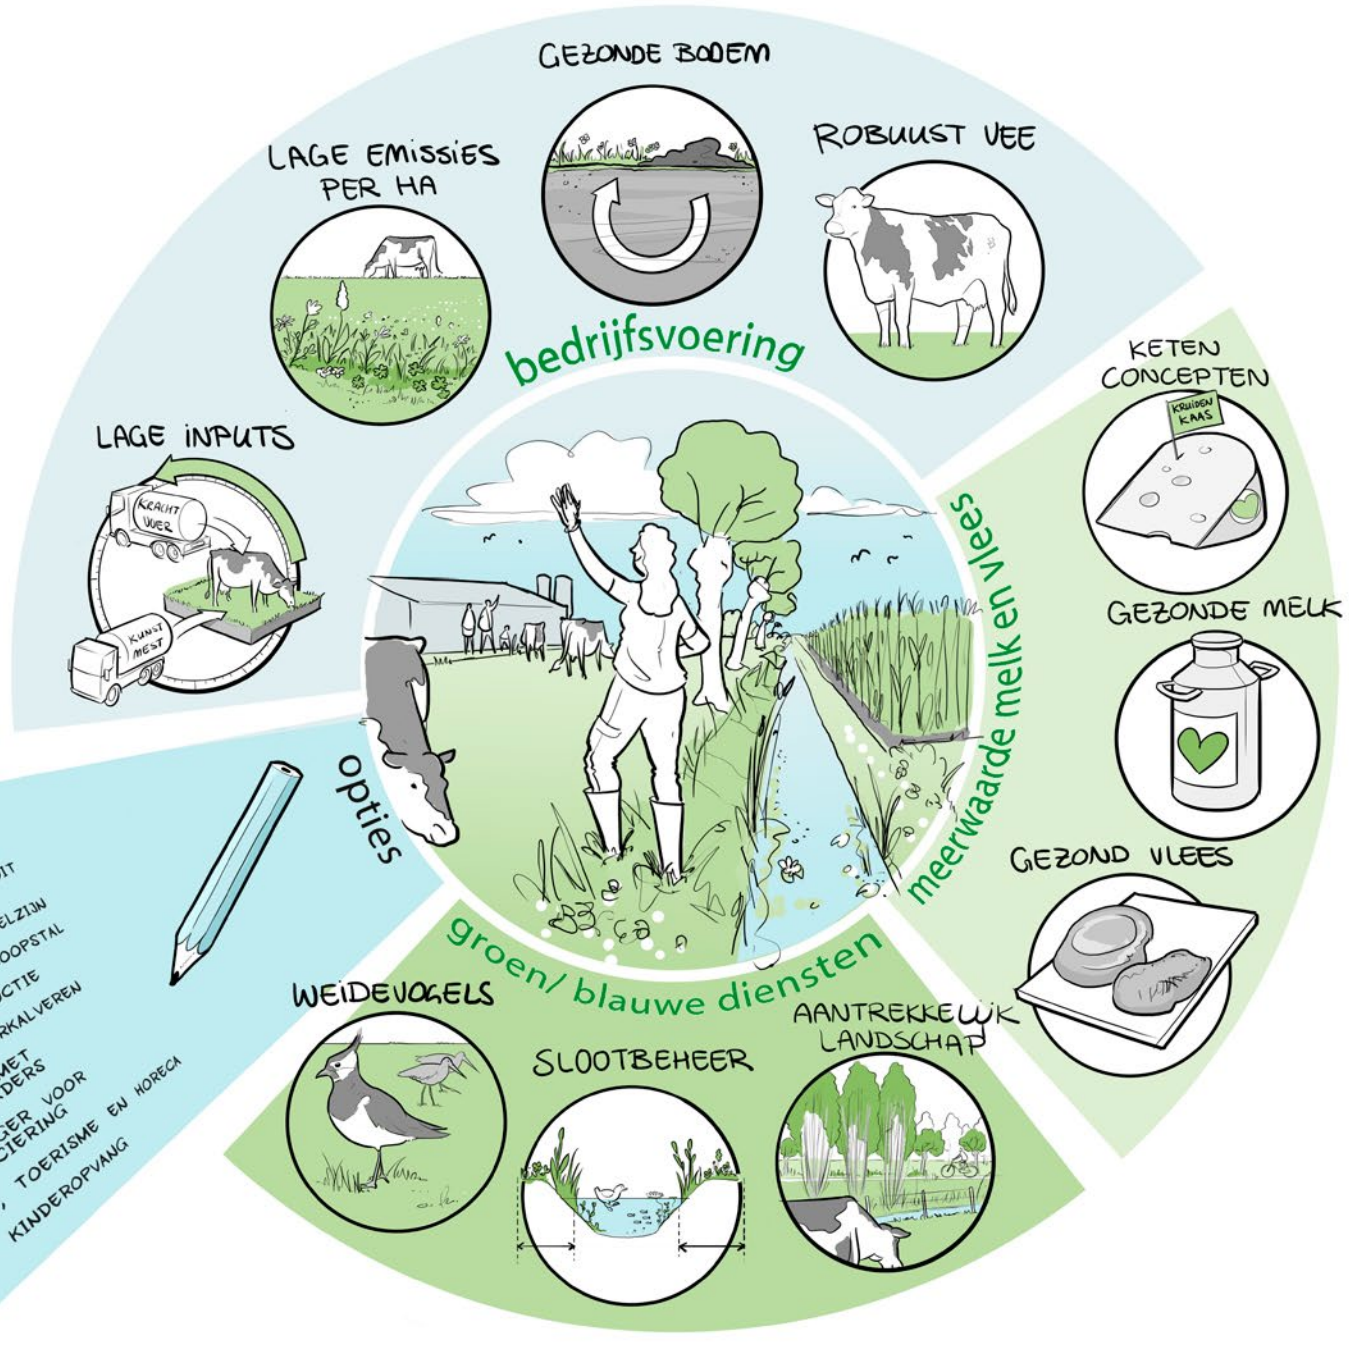 GEZONDE BODEM
LAGE EMISSIES
PER HA
ROBUUST VEE
bedrijfsvoering
LAGE INPUTS
KRACHT
VOER
KUNST
MEST
KETEN
CONCEPTEN
KRUIDEN
KAAS
GEZONDE MELK
GEZOND VLEES
meerwaarde melk en vlees
opties
groen/ blauwe diensten
WEIDEVOGELS
SLOOTBEHEER
AANTREKKELIJK
LANDSCHAP
VOOR
, TOERISME EN HORECA
KINDEROPVANG